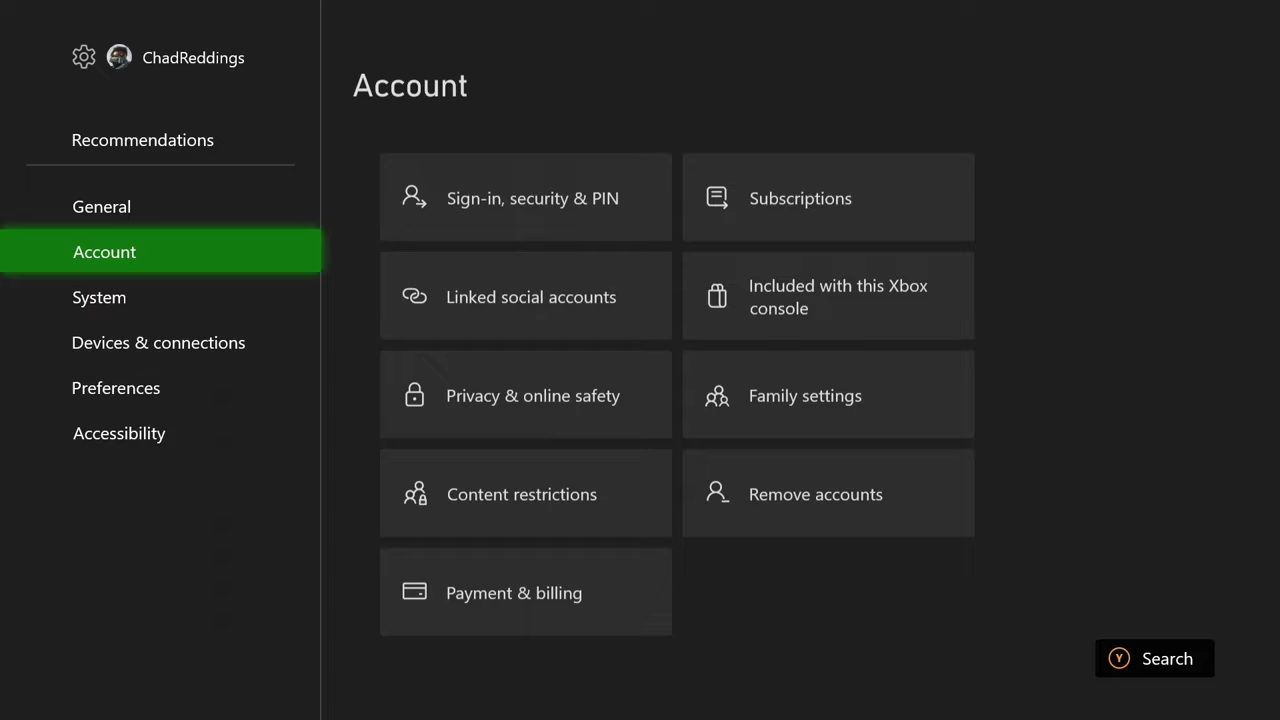 ChadReddings
Recommendations
General
Account
System
Devices & connections
Preferences
Accessibility
Account
Sign-in, security & PIN
Subscriptions
Linked social accounts
Included with this Xbox
console
Privacy & online safety
Family settings
Content restrictions
Remove accounts
Payment & billing
Y Search